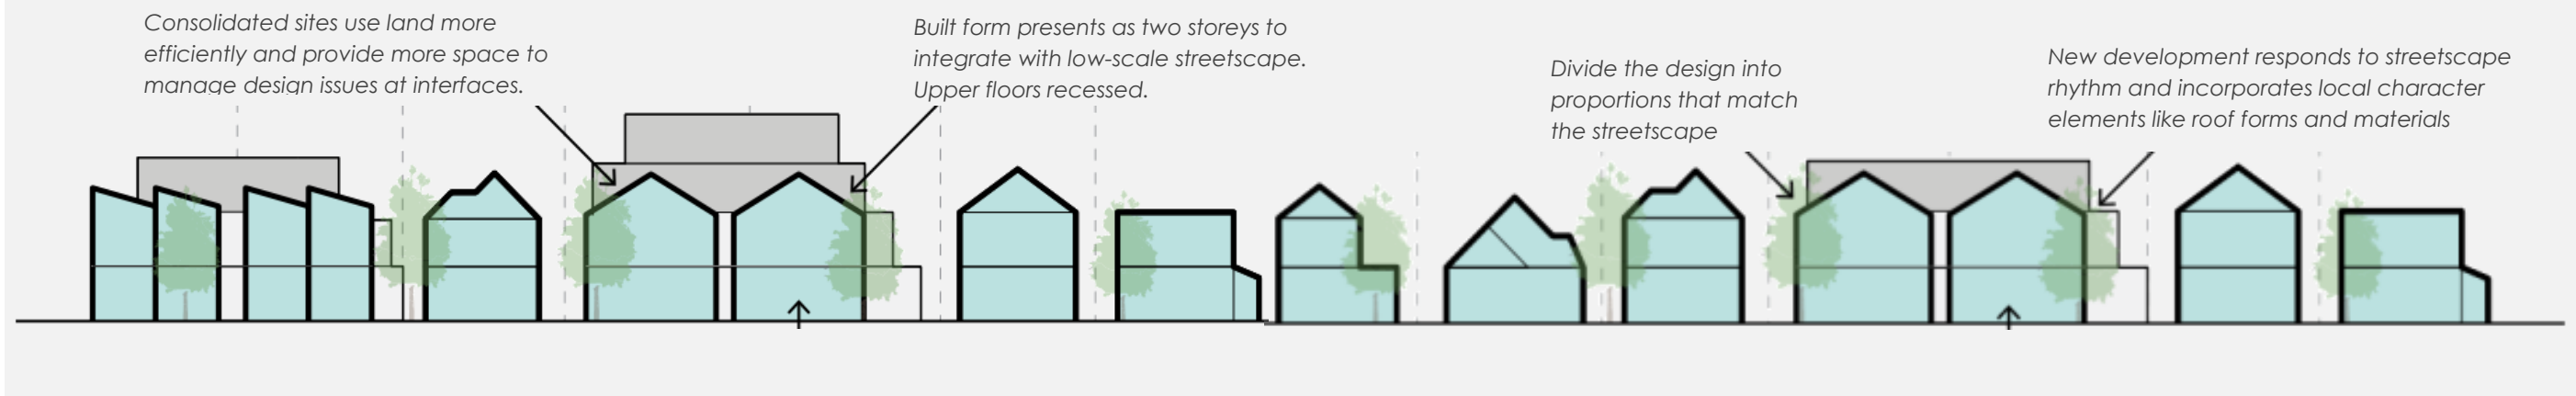 Consolidated sites use land more
efficiently and provide more space to
manage design issues at interfaces.
Built form presents as two storeys to
integrate with low-scale streetscape.
Upper floors recessed.
Divide the design into
proportions that match
the streetscape
New development responds to streetscape
rhythm and incorporates local character
elements like roof forms and materials